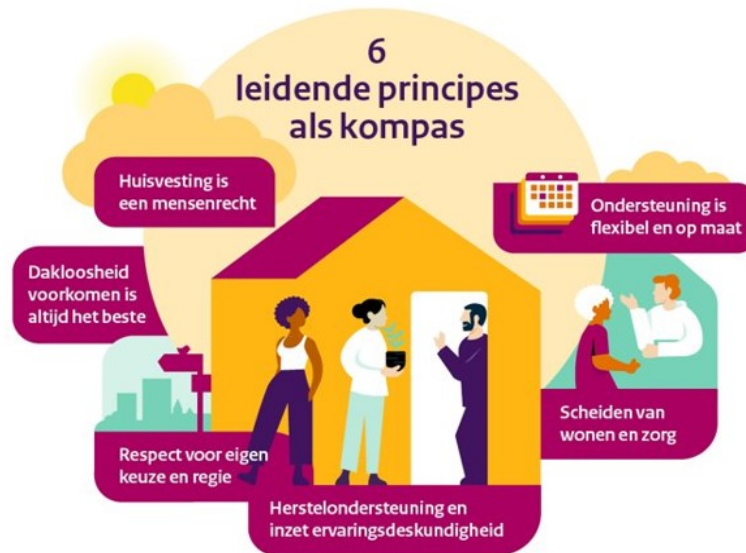 6
leidende principes
als kompas
Huisvesting is
een mensenrecht
Ondersteuning is
flexibel en op maat
Dakloosheid
voorkomen is
altijd het beste
Scheiden van
wonen en zorg
Respect voor eigen
keuze en regie
Herstelondersteuning en
inzet ervaringsdeskundigheid